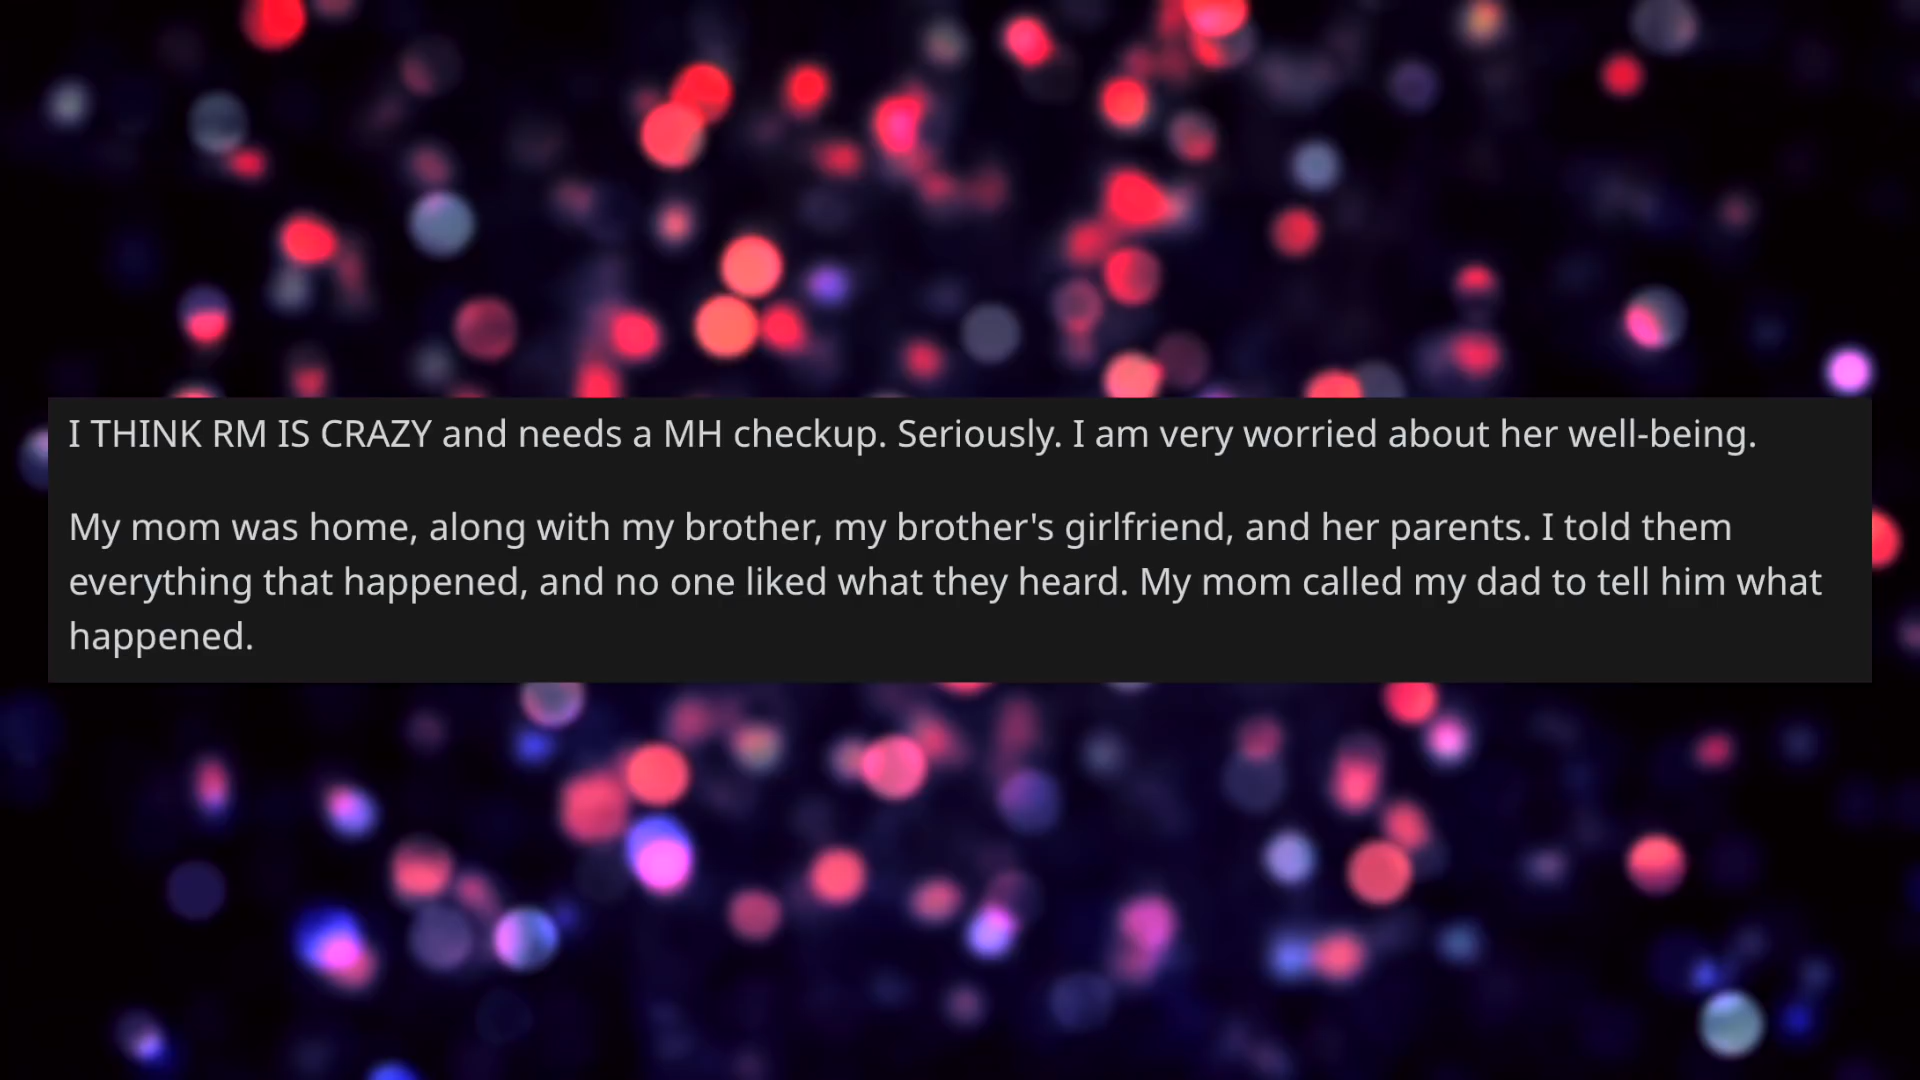 I THINK RM IS CRAZY and needs a MH checkup. Seriously. I am very worried about her well-being.
My mom was home, along with my brother, my brother's girlfriend, and her parents. I told them
everything that happened, and no one liked what they heard. My mom called my dad to tell him what
happened.